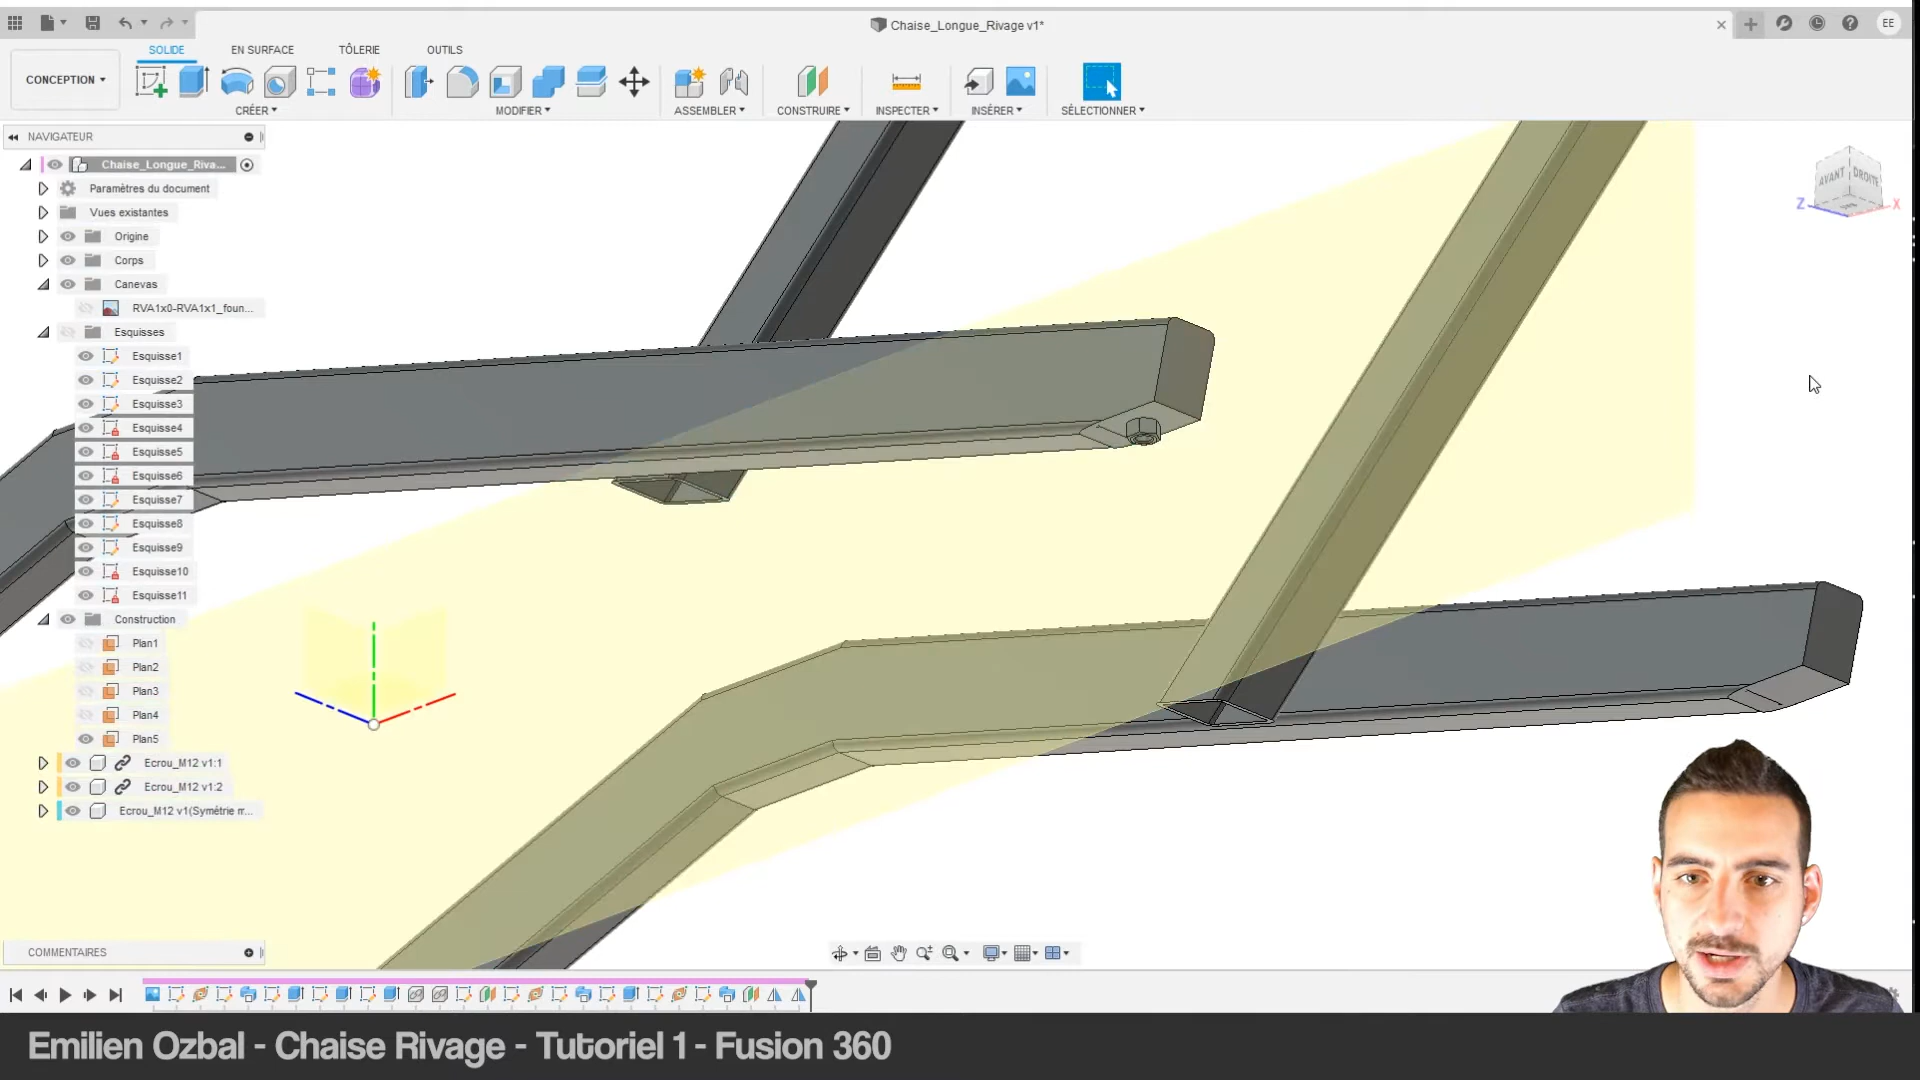 Chaise_Longue_Rivage v1*
EE
SOLIDE
EN SURFACE
TÔLERIE
OUTILS
CONCEPTION
CRÉER
MODIFIER
ASSEMBLER
CONSTRUIRE
INSPECTER
INSÉRER
SÉLECTIONNER
NAVIGATEUR
Chaise_Longue_Riva...
Paramètres du document
Vues existantes
Origine
Corps
Canevas
RVA1x0-RVA1x1_foun...
Esquisses
Esquisse1
Esquisse2
Esquisse3
Esquisse4
Esquisse5
Esquisse6
Esquisse7
Esquisse8
Esquisse9
Esquisse10
Esquisse11
Construction
Plan1
Plan2
Plan3
Plan4
Plan5
Ecrou_M12 v1:1
Ecrou_M12 v1:2
Ecrou_M12 v1(Symétrie m...
AVANT
DROITE
Z
X
COMMENTAIRES
Emilien Ozbal - Chaise Rivage - Tutoriel 1 - Fusion 360